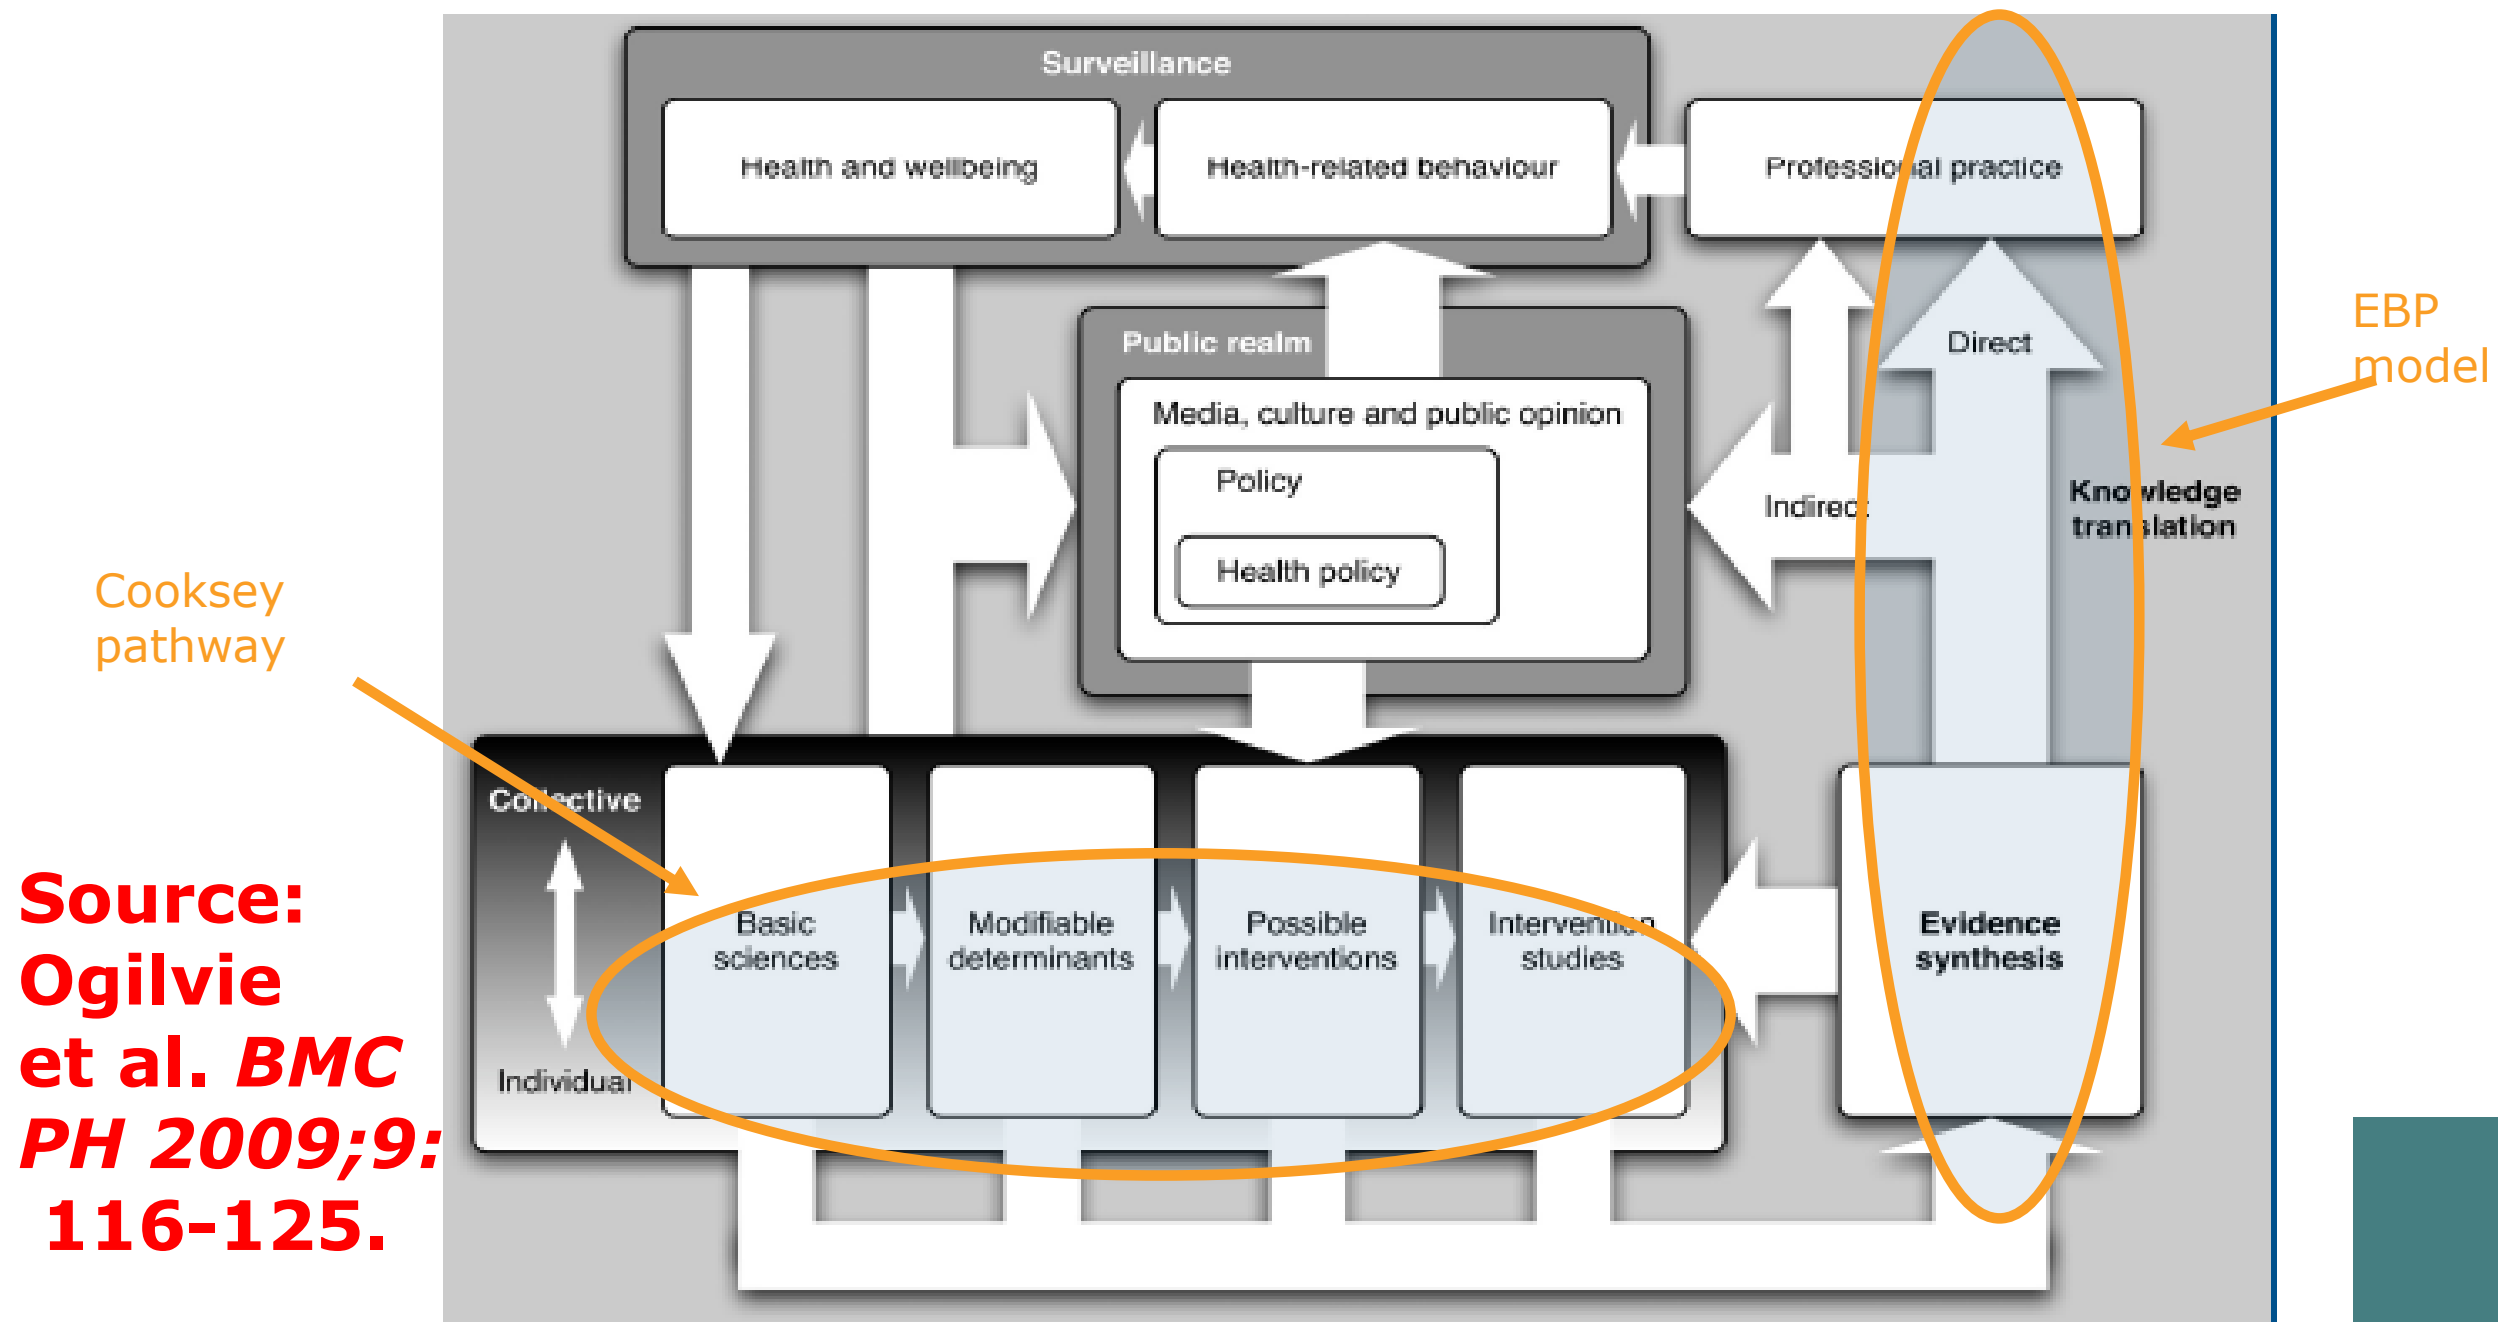 Surveillance
Health and wellbeing
Health-related behaviour
Professional practice
Public realm
Media, culture and public opinion
Policy
Health policy
Direct
Indirect
Knowledge
translation
EBP
model
Cooksey
pathway
Collective
Individual
Basic
sciences
Modifiable
determinants
Possible
interventions
Intervention
studies
Evidence
synthesis
Source:
Ogilvie
et al. BMC
PH 2009;9:
116-125.